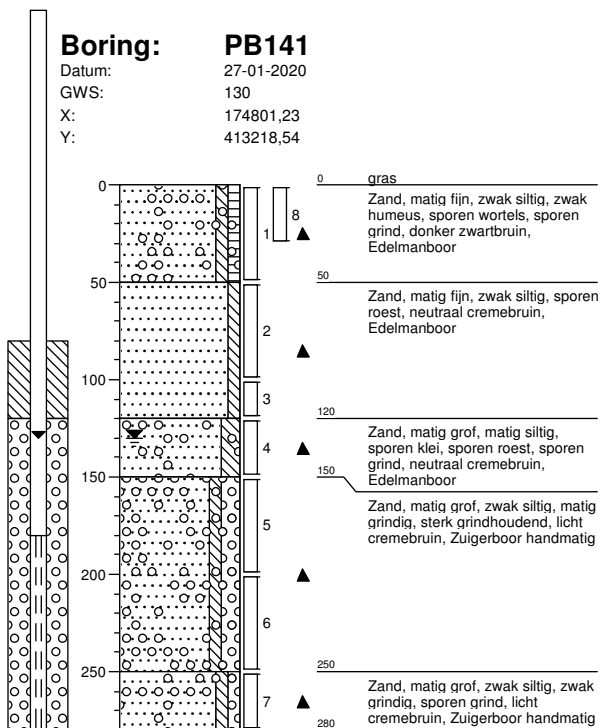 Boring: PB141
Datum: 27-01-2020
GWS: 130
X: 174801,23
Y: 413218,54
0
50
100
150
200
250
1
2
3
4
5
6
7
8
0 gras
Zand, matig fijn, zwak siltig, zwak
humeus, sporen wortels, sporen
grind, donker zwartbruin,
Edelmanboor
50
Zand, matig fijn, zwak siltig, sporen
roest, neutraal cremebruin,
Edelmanboor
120
Zand, matig grof, matig siltig,
sporen klei, sporen roest, sporen
grind, neutraal cremebruin,
Edelmanboor
150
Zand, matig grof, zwak siltig, matig
grindig, sterk grindhoudend, licht
cremebruin, Zuigerboor handmatig
250
Zand, matig grof, zwak siltig, zwak
grindig, sporen grind, licht
cremebruin, Zuigerboor handmatig
280